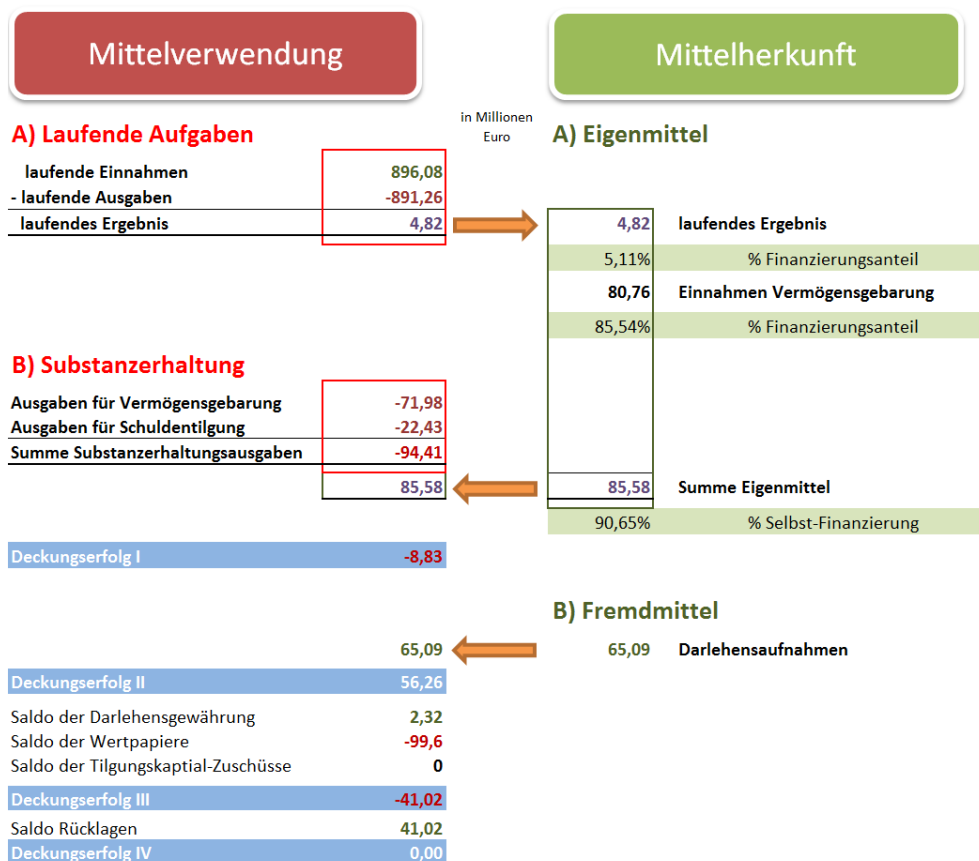 Mittelverwendung
Mittelherkunft
in Millionen
Euro
A) Laufende Aufgaben
A) Eigenmittel
laufende Einnahmen 896,08
- laufende Ausgaben -891,26
laufendes Ergebnis 4,82
4,82 laufendes Ergebnis
5,11% % Finanzierungsanteil
80,76 Einnahmen Vermögensgebarung
85,54% % Finanzierungsanteil
B) Substanzerhaltung
Ausgaben für Vermögensgebarung -71,98
Ausgaben für Schuldentilgung -22,43
Summe Substanzerhaltungsausgaben -94,41
85,58
85,58 Summe Eigenmittel
90,65% % Selbst-Finanzierung
Deckungserfolg I -8,83
B) Fremdmittel
65,09
65,09 Darlehensaufnahmen
Deckungserfolg II 56,26
Saldo der Darlehensgewährung 2,32
Saldo der Wertpapiere -99,6
Saldo der Tilgungskaptial-Zuschüsse 0
Deckungserfolg III -41,02
Saldo Rücklagen 41,02
Deckungserfolg IV 0,00